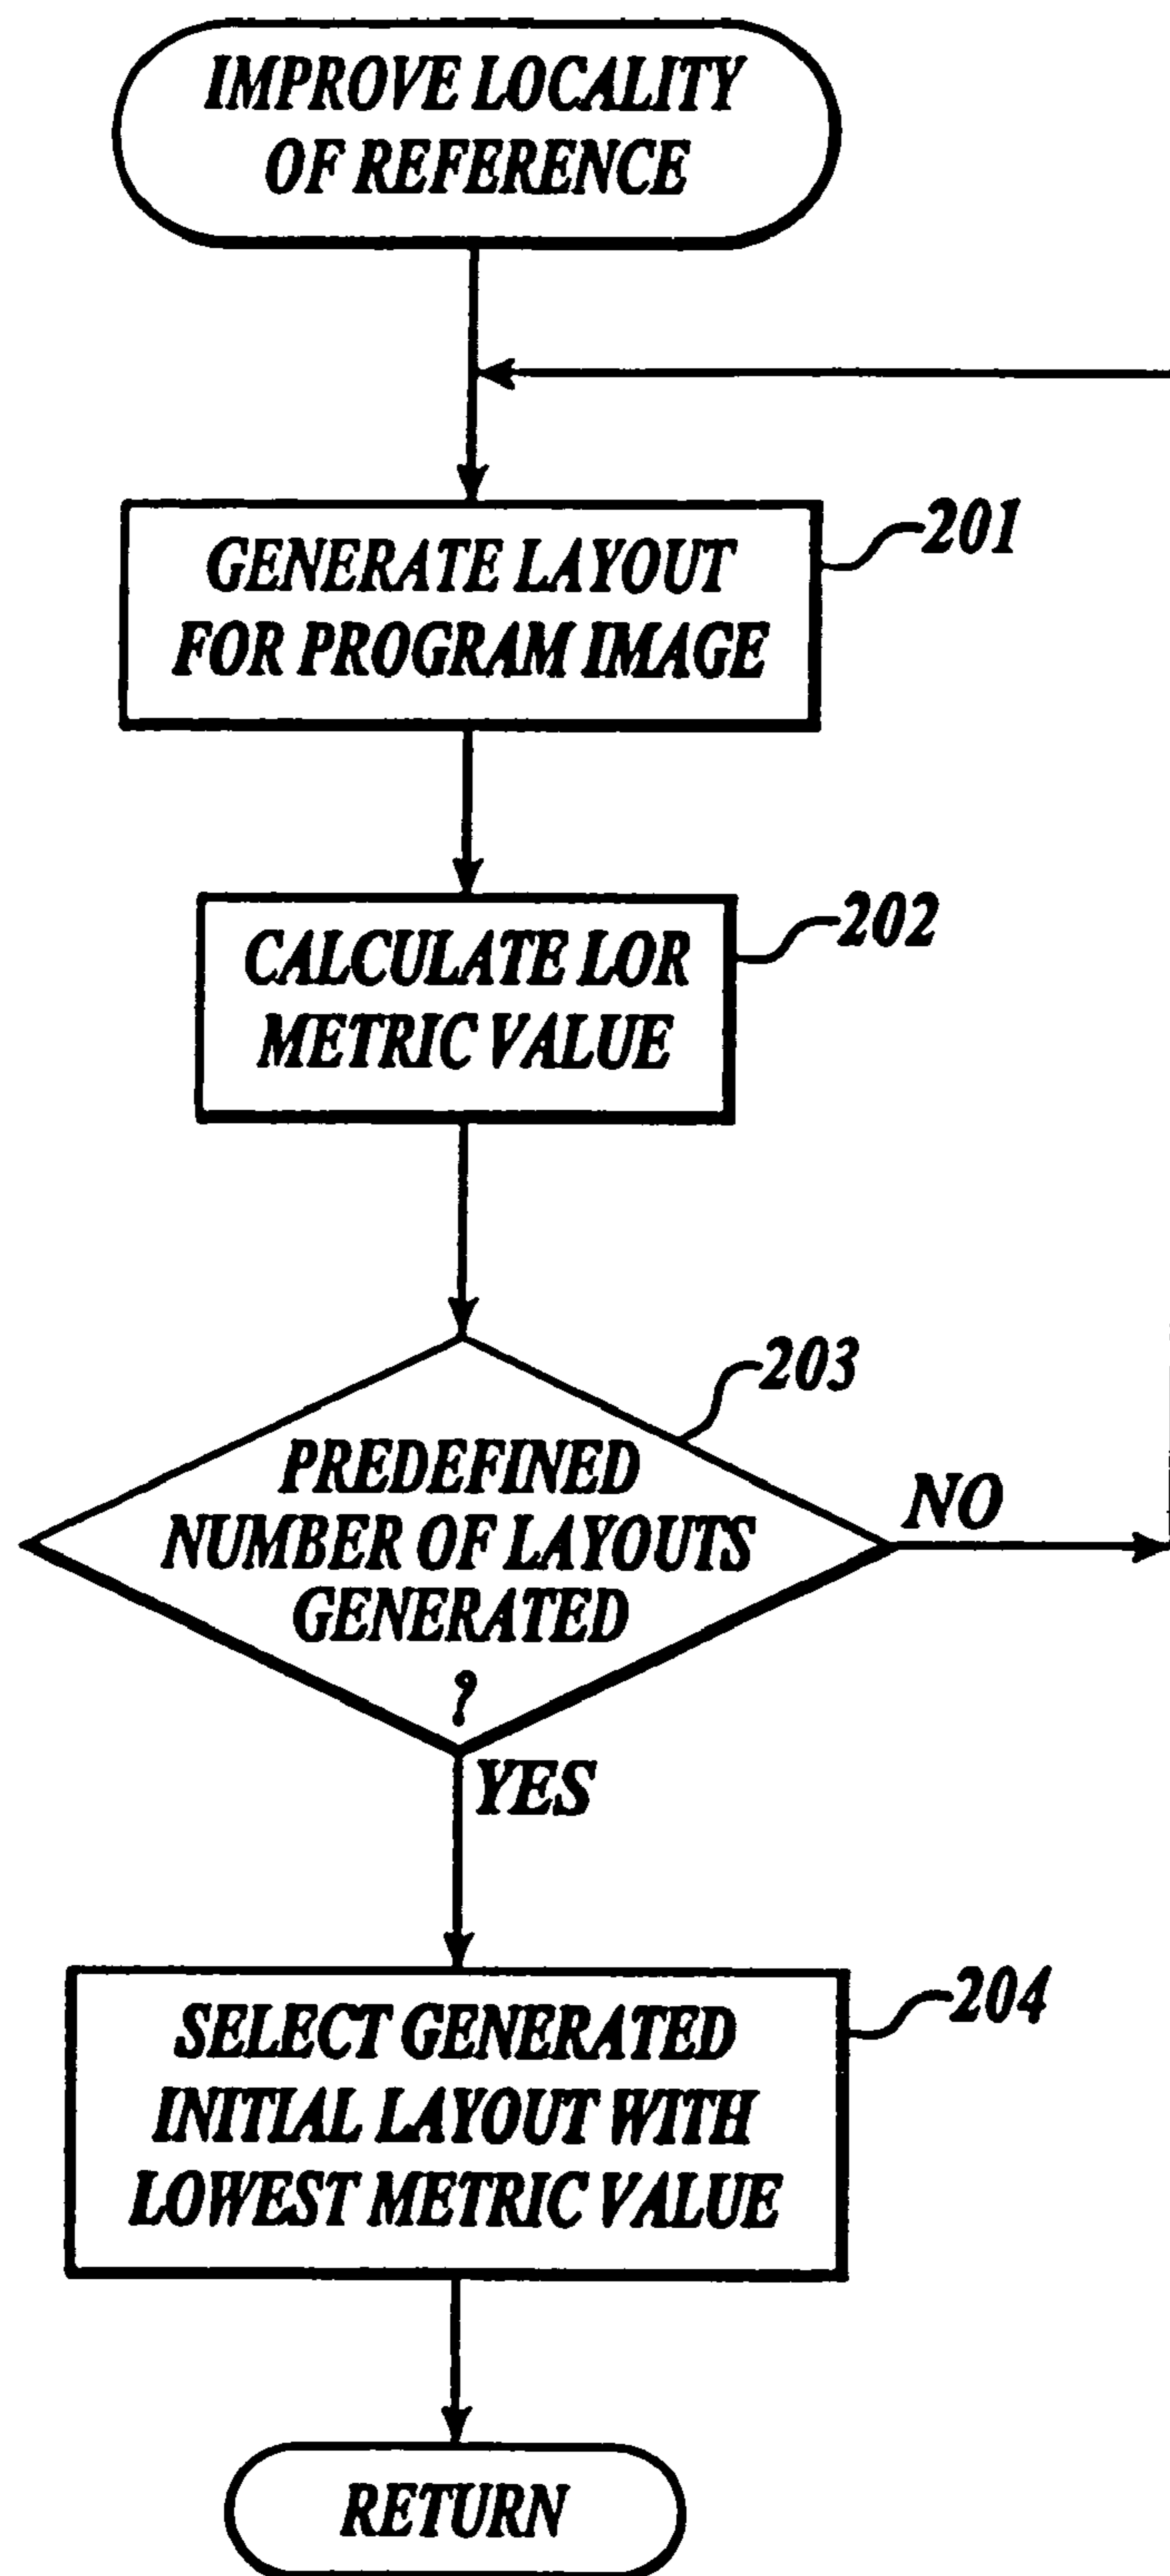 IMPROVE LOCALITY
OF REFERENCE
GENERATE LAYOUT
FOR PROGRAM IMAGE
201
CALCULATE LOR
METRIC VALUE
202
203
PREDEFINED
NUMBER OF LAYOUTS
GENERATED
?
NO
YES
SELECT GENERATED
INITIAL LAYOUT WITH
LOWEST METRIC VALUE
204
RETURN